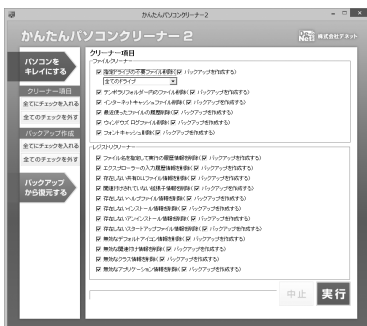 かんたんパソコンクリーナー2
かんたんパソコンクリーナー2
株式会社デネット
パソコンを
キレイにする
クリーナー項目
全てにチェックを入れる
全てのチェックを外す
バックアップ作成
全てにチェックを入れる
全てのチェックを外す
バックアップ
から復元する
クリーナー項目
ファイルクリーナー
指定ドライブの不要ファイル削除( バックアップを作成する)
全てのドライブ
テンポラリフォルダー内のファイル削除( バックアップを作成する)
インターネットキャッシュファイル削除( バックアップを作成する)
最近使ったファイルの履歴削除( バックアップを作成する)
ウィンドウズ ログファイル削除( バックアップを作成する)
フォントキャッシュ削除( バックアップを作成する)
レジストリクリーナー
ファイル名を指定して実行の履歴情報を削除( バックアップを作成する)
エクスプローラーの入力履歴情報を削除( バックアップを作成する)
存在しない共有DLLファイル情報を削除( バックアップを作成する)
関連付けされていない拡張子情報を削除( バックアップを作成する)
存在しないヘルプファイル情報を削除( バックアップを作成する)
存在しないインストール情報を削除( バックアップを作成する)
存在しないアンインストール情報を削除( バックアップを作成する)
存在しないスタートアップファイル情報を削除( バックアップを作成する)
無効なデフォルトアイコン情報を削除( バックアップを作成する)
無効な関連付け情報を削除( バックアップを作成する)
無効なクラス情報を削除( バックアップを作成する)
無効なアプリケーション情報を削除( バックアップを作成する)
中止
実行